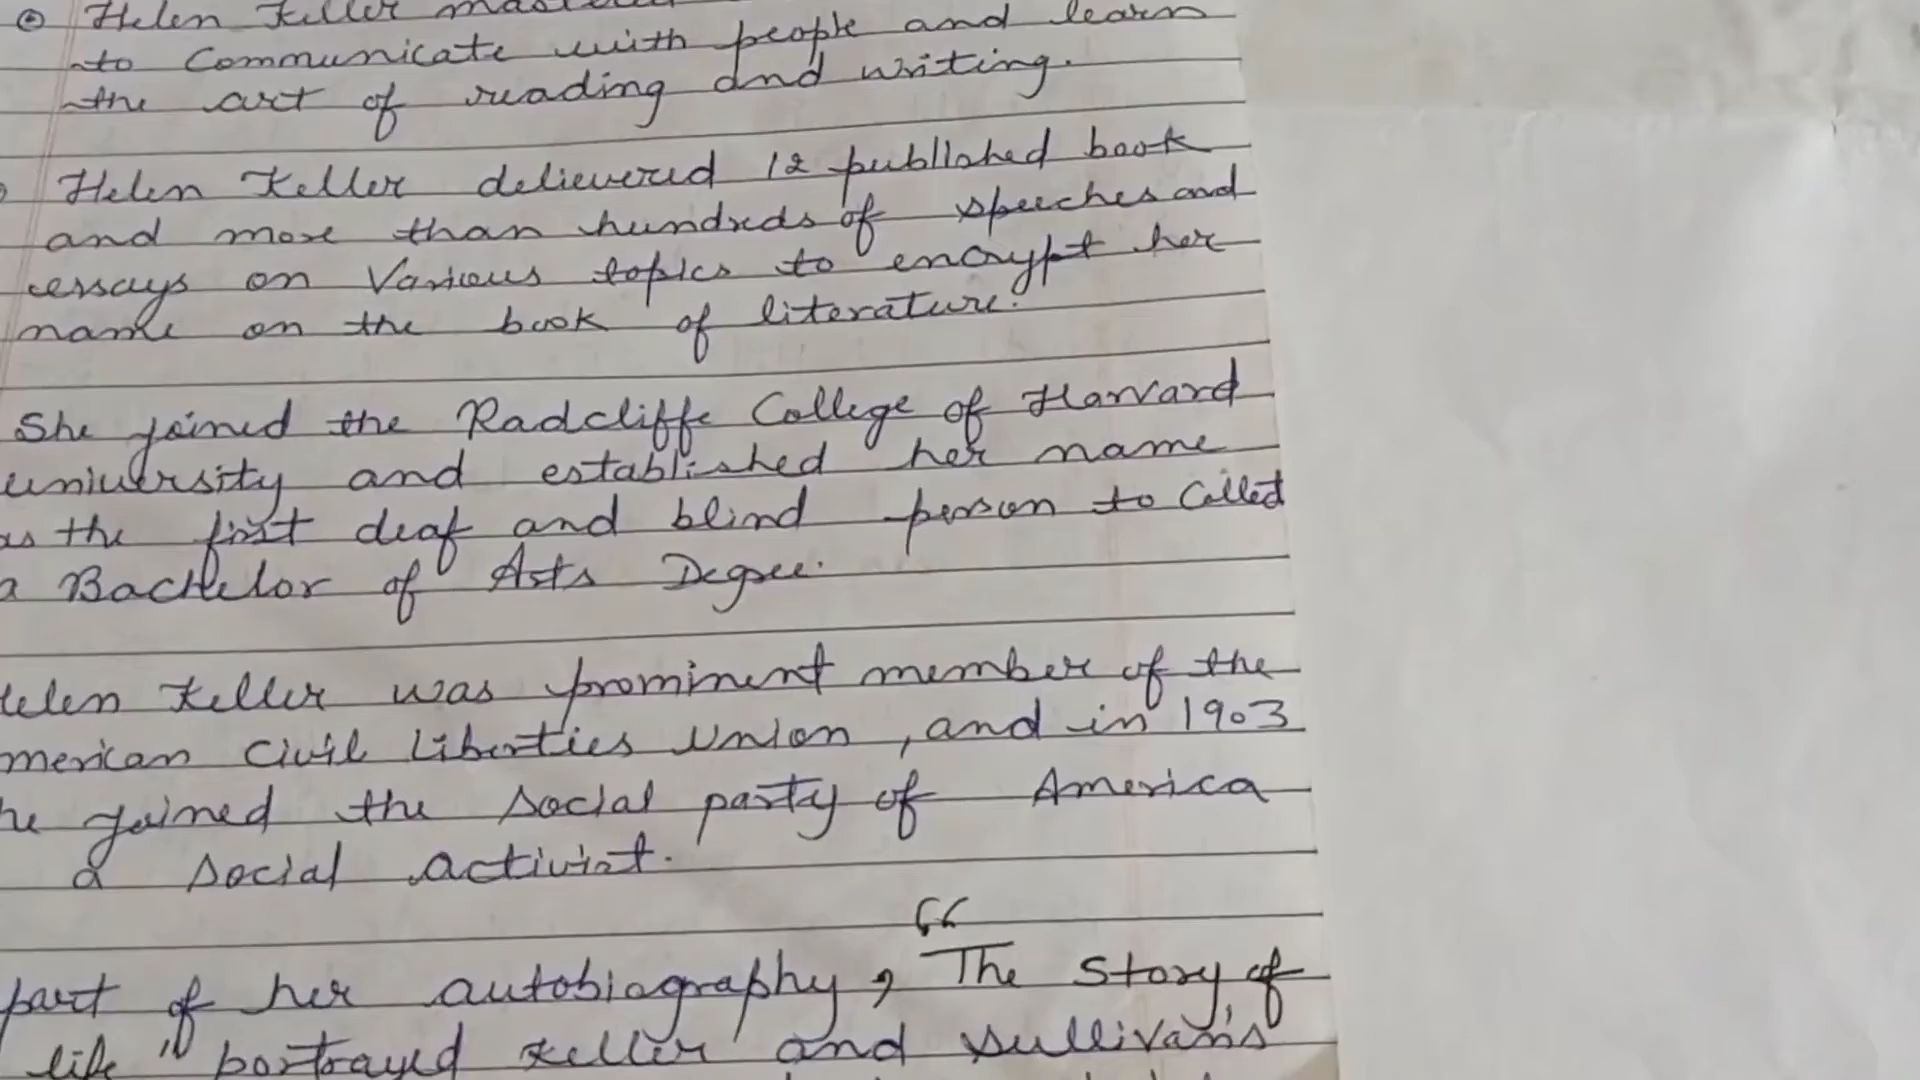 Helen Keller
to Communicate with people and learn
the art of reading and writing.
Helen Keller delievered 12 published book
and more than hundreds of speeches and
essays on Various topics to encrypt her
name on the book of literature.
She joined the Radcliffe College of Harvard
university and established her name
as the first deaf and blind person to Called
a Bachelor of Arts Degree.
Helen Keller was prominent member of the
merican Civil Liberties Union, and in 1903
he joined the social party of America
a social activist.
part of her autobiography, "The Story of
life" portrayed Keller and Sullivan's